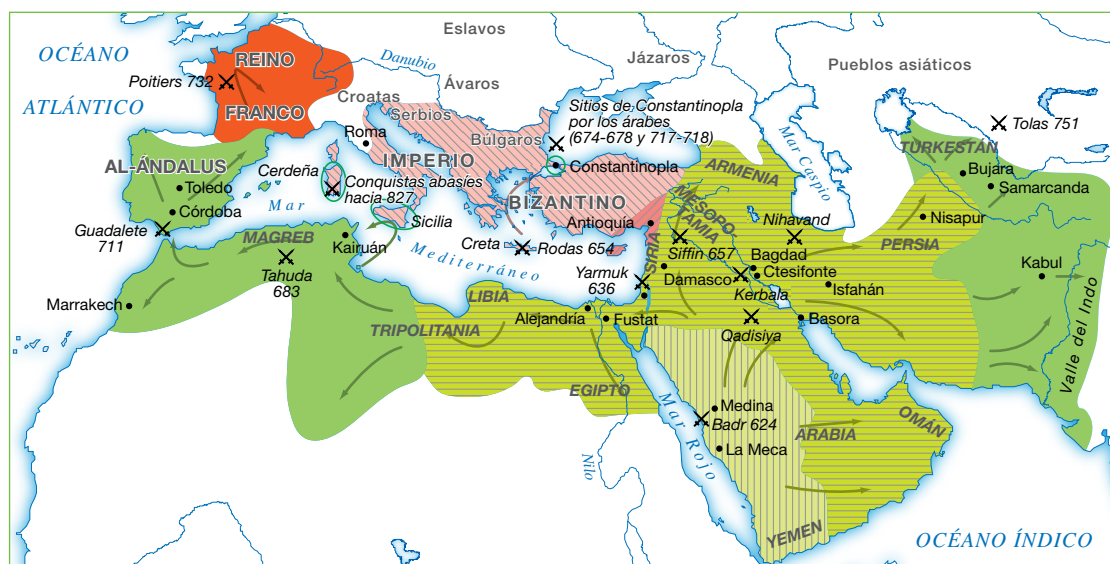 OCÉANO
ATLÁNTICO
REINO
FRANCO
Poitiers 732
Danubio
Eslavos
Ávaros
Croatas
Serbios
Búlgaros
Jázaros
Pueblos asiáticos
Sitios de Constantinopla
por los árabes
(674-678 y 717-718)
Tolas 751
Mar Caspio
TURKESTÁN
Bujara
Samarcanda
Roma
IMPERIO
BIZANTINO
Constantinopla
ARMENIA
AL-ÁNDALUS
Toledo
Córdoba
Guadalete
711
Cerdeña
Conquistas abasíes
hacia 827
Sicilia
Mar
Mediterráneo
Creta
Rodas 654
Antioquía
MESOPO-
TAMIA
SIRIA
Siffin 657
Nihavand
Nisapur
PERSIA
Bagdad
Ctesifonte
Damasco
Kerbala
Isfahán
Kabul
Yarmuk
636
MAGREB
Kairuán
Tahuda
683
Marrakech
LIBIA
TRIPOLITANIA
Alejandría
Fustat
Qadisiya
Basora
Valle del Indo
EGIPTO
Mar Rojo
Nilo
Medina
Badr 624
La Meca
ARABIA
OMÁN
YEMEN
OCÉANO ÍNDICO